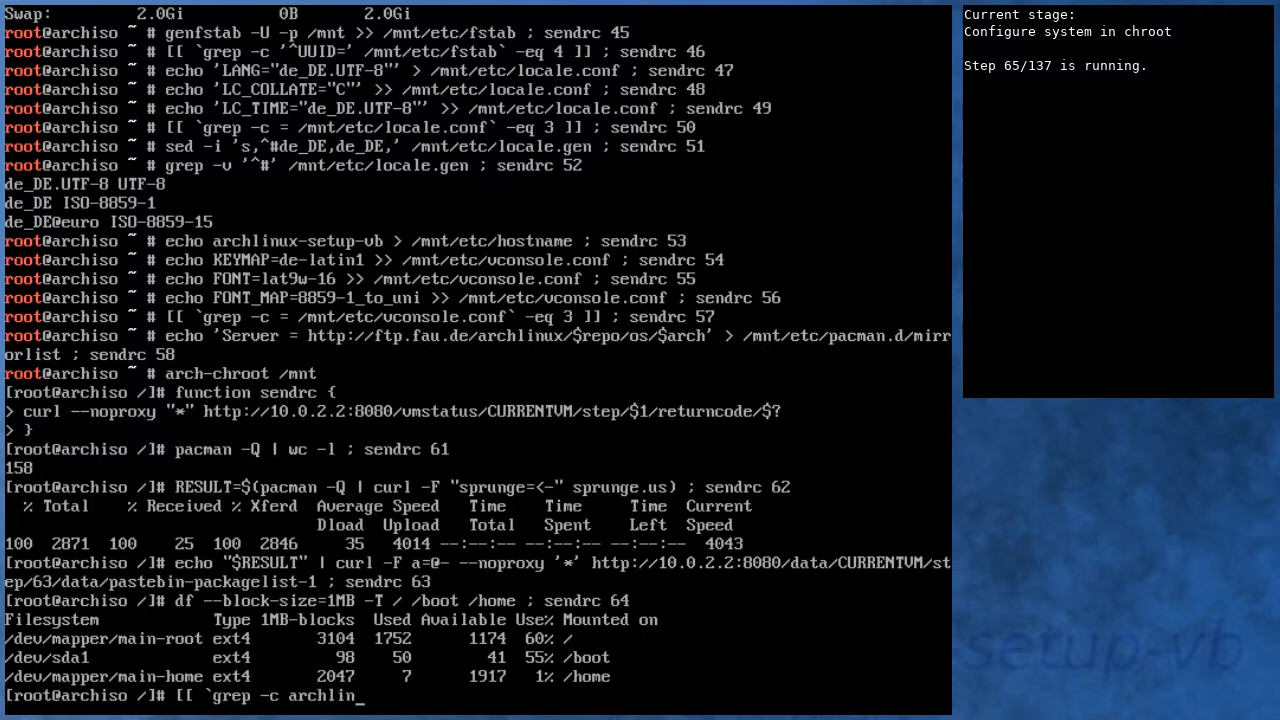 Swap:         2.0Gi          0B       2.0Gi
root@archiso ~ # genfstab -U -p /mnt >> /mnt/etc/fstab ; sendrc 45
root@archiso ~ # [[ `grep -c '^UUID=' /mnt/etc/fstab` -eq 4 ]] ; sendrc 46
root@archiso ~ # echo 'LANG="de_DE.UTF-8"' > /mnt/etc/locale.conf ; sendrc 47
root@archiso ~ # echo 'LC_COLLATE="C"' >> /mnt/etc/locale.conf ; sendrc 48
root@archiso ~ # echo 'LC_TIME="de_DE.UTF-8"' >> /mnt/etc/locale.conf ; sendrc 49
root@archiso ~ # [[ `grep -c = /mnt/etc/locale.conf` -eq 3 ]] ; sendrc 50
root@archiso ~ # sed -i 's,^#de_DE,de_DE,' /mnt/etc/locale.gen ; sendrc 51
root@archiso ~ # grep -v '^#' /mnt/etc/locale.gen ; sendrc 52
de_DE.UTF-8 UTF-8
de_DE ISO-8859-1
de_DE@euro ISO-8859-15
root@archiso ~ # echo archlinux-setup-vb > /mnt/etc/hostname ; sendrc 53
root@archiso ~ # echo KEYMAP=de-latin1 >> /mnt/etc/vconsole.conf ; sendrc 54
root@archiso ~ # echo FONT=lat9w-16 >> /mnt/etc/vconsole.conf ; sendrc 55
root@archiso ~ # echo FONT_MAP=8859-1_to_uni >> /mnt/etc/vconsole.conf ; sendrc 56
root@archiso ~ # [[ `grep -c = /mnt/etc/vconsole.conf` -eq 3 ]] ; sendrc 57
root@archiso ~ # echo 'Server = http://ftp.fau.de/archlinux/$repo/os/$arch' > /mnt/etc/pacman.d/mirr
orlist ; sendrc 58
root@archiso ~ # arch-chroot /mnt
[root@archiso /]# function sendrc {
> curl --noproxy "*" http://10.0.2.2:8080/vmstatus/CURRENTVM/step/$1/returncode/$?
> }
[root@archiso /]# pacman -Q | wc -l ; sendrc 61
158
[root@archiso /]# RESULT=$(pacman -Q | curl -F "sprunge=<-" sprunge.us) ; sendrc 62
  % Total    % Received % Xferd  Average Speed   Time    Time     Time  Current
                                 Dload  Upload   Total   Spent    Left  Speed
100  2871  100    25  100  2846     35   4014 --:--:-- --:--:-- --:--:--  4043
[root@archiso /]# echo "$RESULT" | curl -F a=@- --noproxy '*' http://10.0.2.2:8080/data/CURRENTVM/st
ep/63/data/pastebin-packagelist-1 ; sendrc 63
[root@archiso /]# df --block-size=1MB -T / /boot /home ; sendrc 64
Filesystem            Type 1MB-blocks  Used Available Use% Mounted on
/dev/mapper/main-root ext4       3104  1752      1174  60% /
/dev/sda1             ext4         98    50        41  55% /boot
/dev/mapper/main-home ext4       2047     7      1917   1% /home
[root@archiso /]# [[ `grep -c archlin_
Current stage:
Configure system in chroot
Step 65/137 is running.
setup-vb